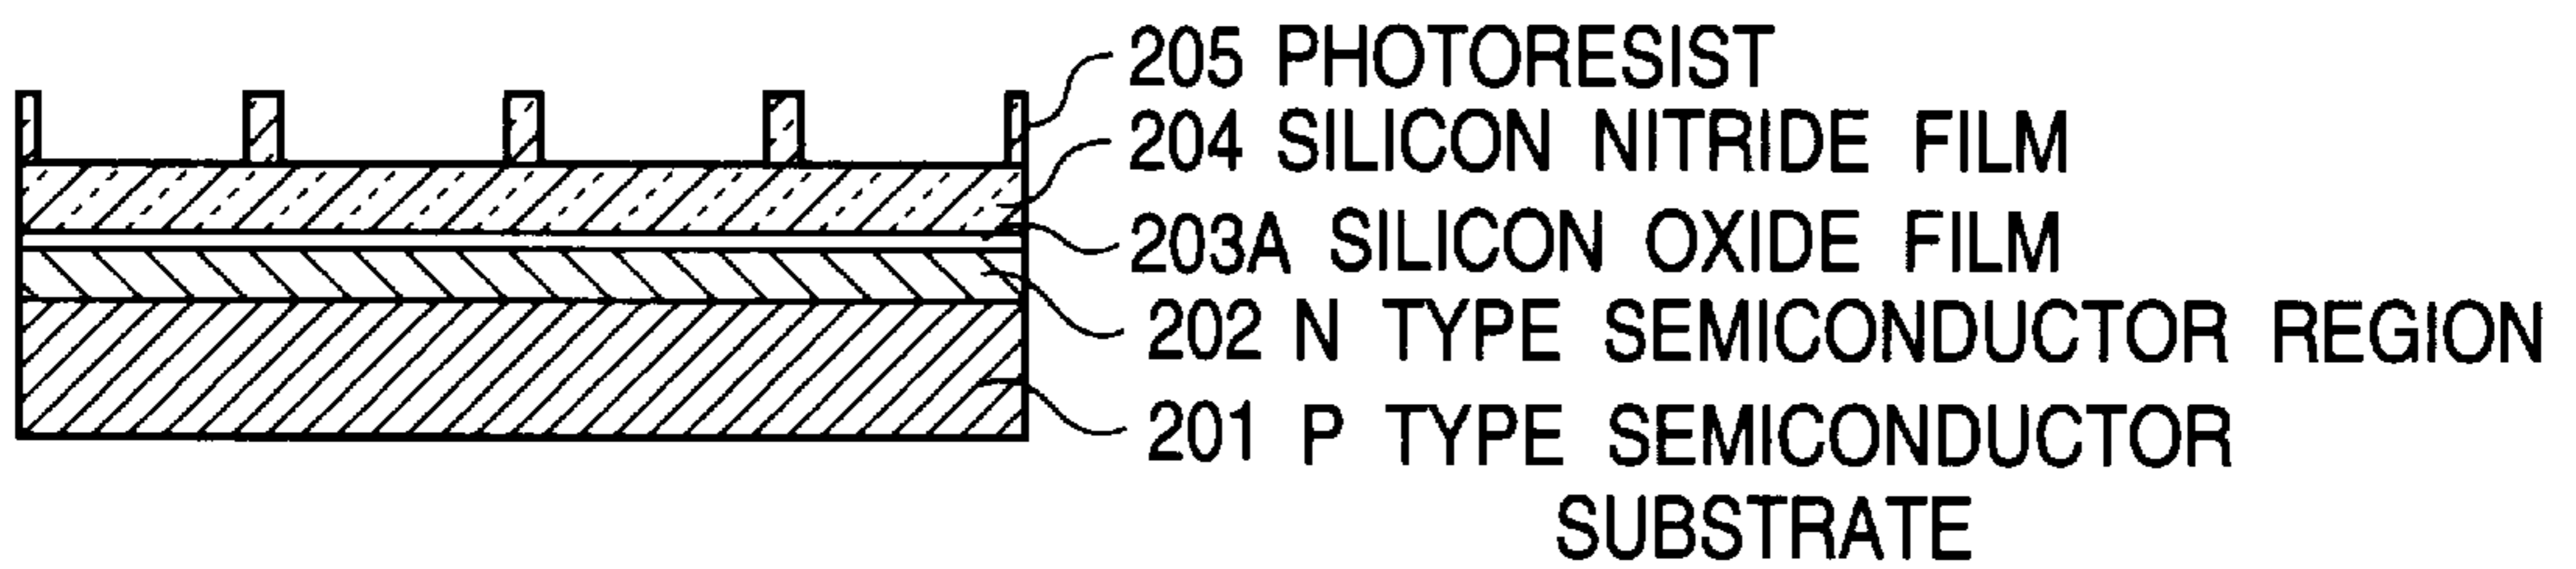 205 PHOTORESIST
204 SILICON NITRIDE FILM
203A SILICON OXIDE FILM
202 N TYPE SEMICONDUCTOR REGION
201 P TYPE SEMICONDUCTOR
SUBSTRATE